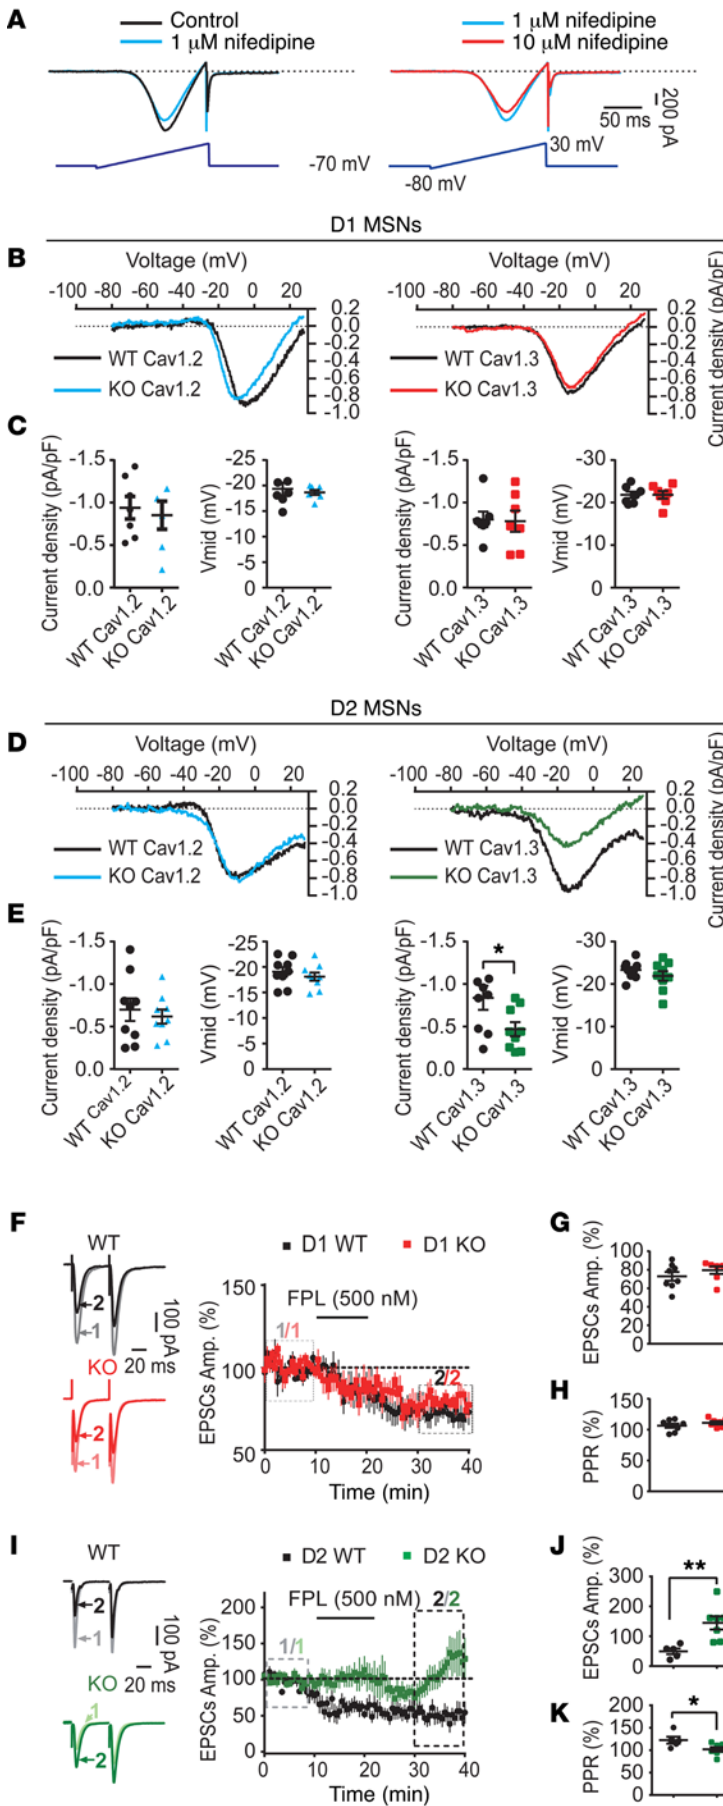 A
Control
1 μM nifedipine
1 μM nifedipine
10 μM nifedipine
50 ms
200 pA
-70 mV
30 mV
-80 mV
D1 MSNs
B
Voltage (mV)
-100 -80 -60 -40 -20 0 20
0.2
0.0
-0.2
-0.4
-0.6
-0.8
-1.0
WT Cav1.2
KO Cav1.2
Voltage (mV)
-100 -80 -60 -40 -20 0 20
Current density (pA/pF)
0.2
0.0
-0.2
-0.4
-0.6
-0.8
-1.0
WT Cav1.3
KO Cav1.3
C
Current density (pA/pF)
-1.5
-1.0
-0.5
0.0
WT Cav1.2
KO Cav1.2
Vmid (mV)
-25
-20
-15
-10
-5
0
WT Cav1.2
KO Cav1.2
Current density (pA/pF)
-1.5
-1.0
-0.5
0.0
WT Cav1.3
KO Cav1.3
Vmid (mV)
-30
-20
-10
0
WT Cav1.3
KO Cav1.3
D2 MSNs
D
Voltage (mV)
-100 -80 -60 -40 -20 0 20
0.2
0.0
-0.2
-0.4
-0.6
-0.8
-1.0
WT Cav1.2
KO Cav1.2
Voltage (mV)
-100 -80 -60 -40 -20 0 20
Current density (pA/pF)
0.2
0.0
-0.2
-0.4
-0.6
-0.8
-1.0
WT Cav1.3
KO Cav1.3
E
Current density (pA/pF)
-1.5
-1.0
-0.5
0.0
WT Cav1.2
KO Cav1.2
Vmid (mV)
-25
-20
-15
-10
-5
0
WT Cav1.2
KO Cav1.2
Current density (pA/pF)
-1.5
-1.0
-0.5
0.0
*
WT Cav1.3
KO Cav1.3
Vmid (mV)
-30
-20
-10
0
WT Cav1.3
KO Cav1.3
F
WT
2
1
100 pA
20 ms
KO
2
1
D1 WT
D1 KO
EPSCs Amp. (%)
150
100
50
FPL (500 nM)
1/1
2/2
0 10 20 30 40
Time (min)
G
EPSCs Amp. (%)
100
80
60
40
20
0
H
PPR (%)
150
100
50
0
I
WT
2
1
100 pA
20 ms
KO
1
2
D2 WT
D2 KO
EPSCs Amp. (%)
200
150
100
50
0
FPL (500 nM)
1/1
2/2
0 10 20 30 40
Time (min)
J
EPSCs Amp. (%)
300
200
100
0
**
K
PPR (%)
200
150
100
50
0
*